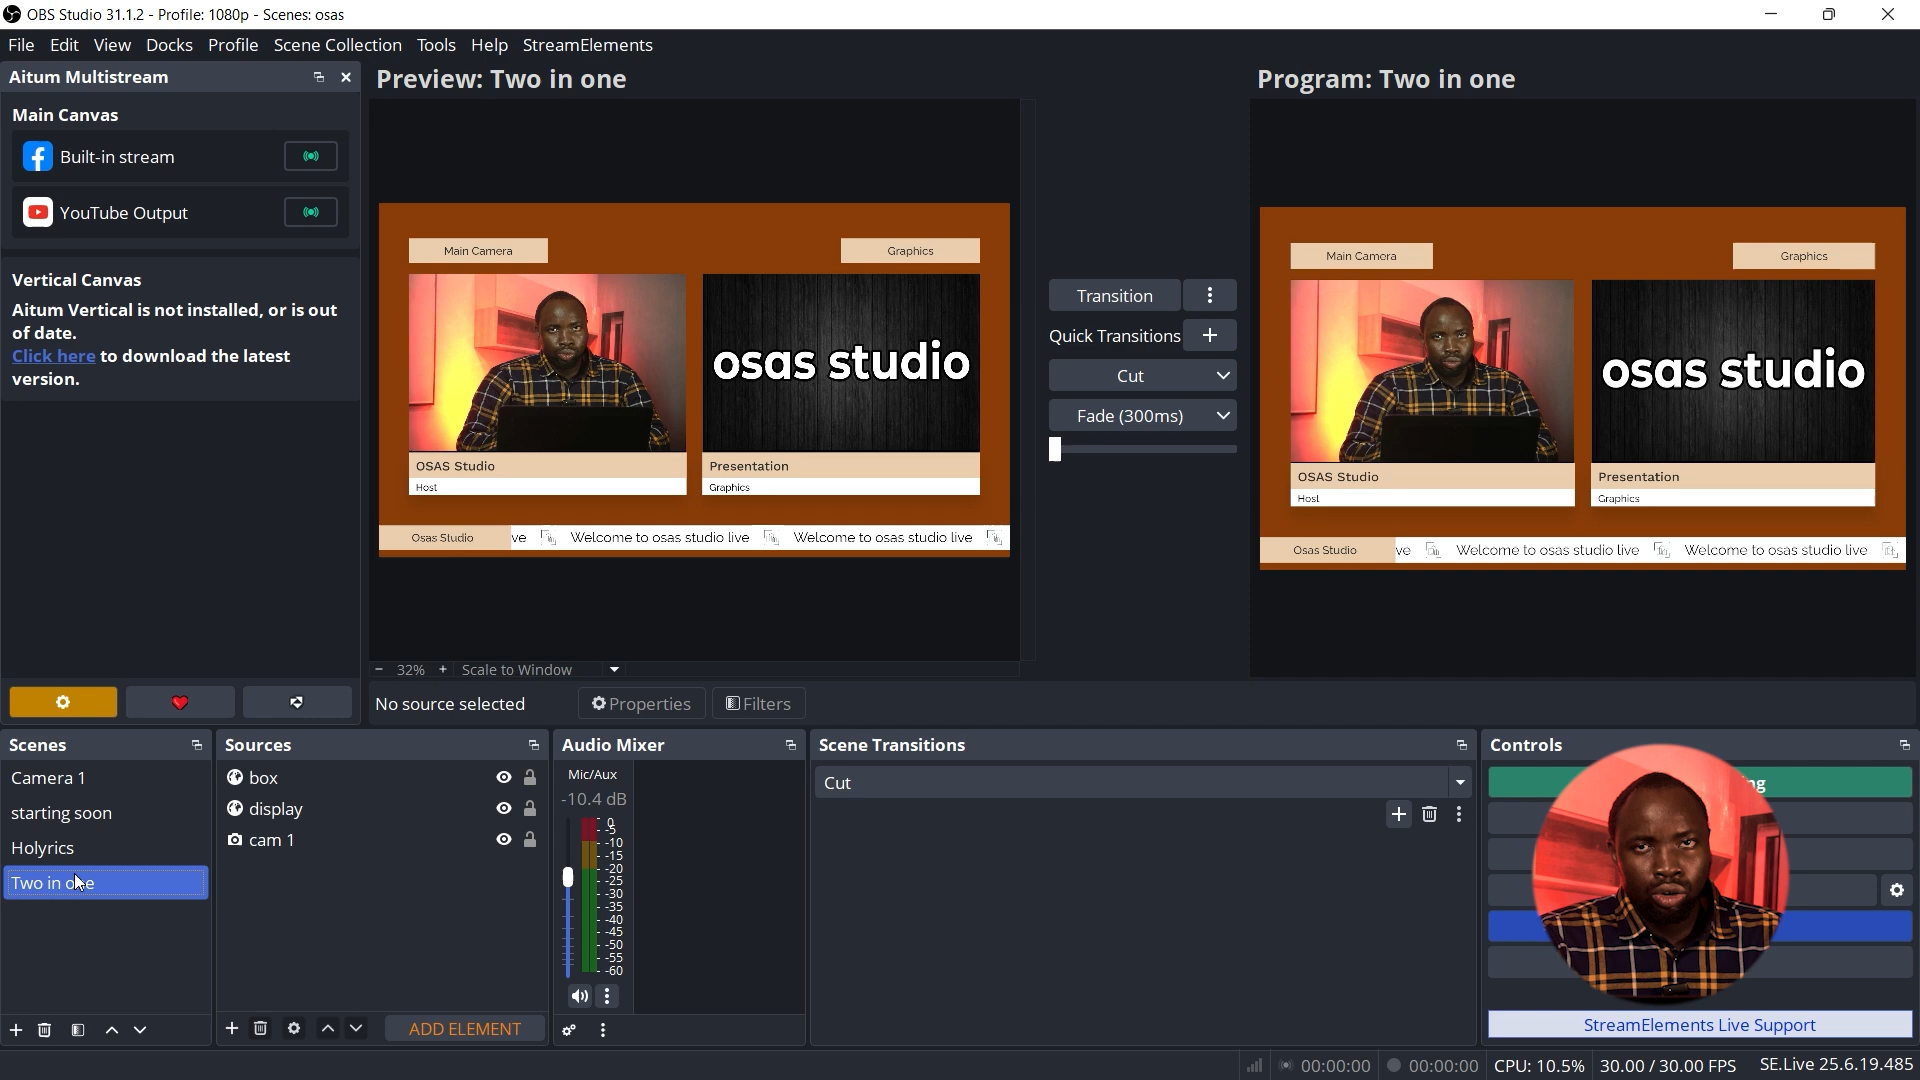 OBS Studio 31.1.2 - Profile: 1080p - Scenes: osas
File Edit View Docks Profile Scene Collection Tools Help StreamElements
Aitum Multistream
Main Canvas
Built-in stream
YouTube Output
Vertical Canvas
Aitum Vertical is not installed, or is out
of date.
Click here to download the latest
version.
Preview: Two in one
Main Camera
Graphics
osas studio
OSAS Studio
Host
Presentation
Graphics
Osas Studio
ve Welcome to osas studio live Welcome to osas studio live
- 32% + Scale to Window
Transition
Quick Transitions
Cut
Fade (300ms)
Program: Two in one
Main Camera
Graphics
osas studio
OSAS Studio
Host
Presentation
Graphics
Osas Studio
ve Welcome to osas studio live Welcome to osas studio live
No source selected
Properties
Filters
Scenes
Camera 1
starting soon
Holyrics
Two in one
Sources
box
display
cam 1
ADD ELEMENT
Audio Mixer
Mic/Aux
-10.4 dB
0
-5
-10
-15
-20
-25
-30
-35
-40
-45
-50
-55
-60
Scene Transitions
Cut
Controls
ng
StreamElements Live Support
00:00:00
00:00:00
CPU: 10.5%
30.00 / 30.00 FPS
SE.Live 25.6.19.485